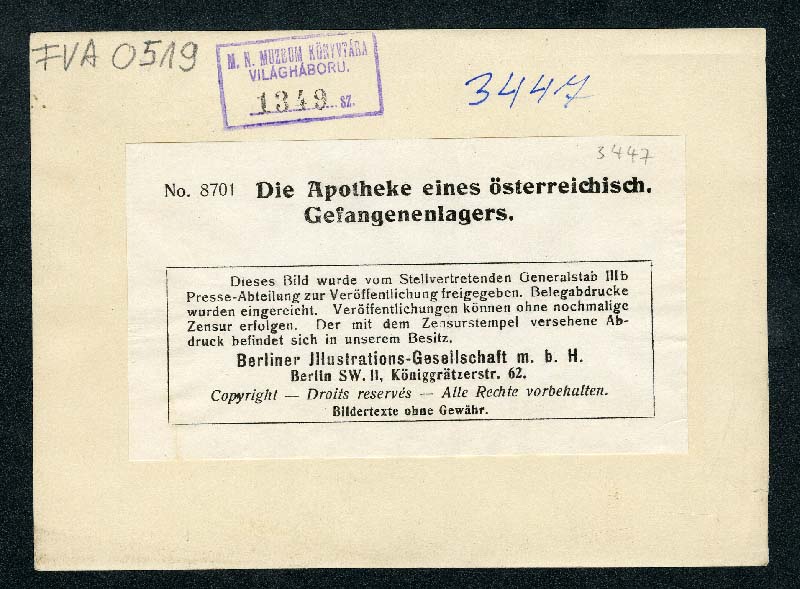 FVA 0519
M. N. MUZEUM KÖNYVTÁRA
VILÁGHÁBORU.
1349 SZ.
3447
3447
No. 8701 Die Apotheke eines österreichisch.
Gefangenenlagers.
Dieses Bild wurde vom Stellvertretenden Generalstab IIIb
Presse-Abteilung zur Veröffentlichung freigegeben. Belegabdrucke
wurden eingereicht. Veröffentlichungen können ohne nochmalige
Zensur erfolgen. Der mit dem Zensurstempel versehene Ab-
druck befindet sich in unserem Besitz.
Berliner Illustrations-Gesellschaft m. b. H.
Berlin SW. 11, Königgrätzerstr. 62.
Copyright — Droits reservés — Alle Rechte vorbehalten.
Bildertexte ohne Gewähr.